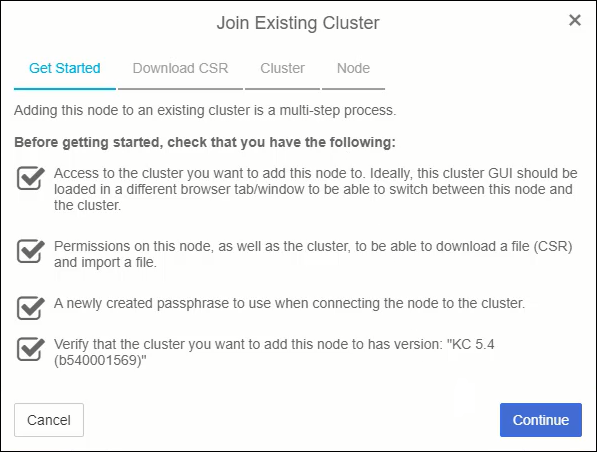 Join Existing Cluster
Get Started Download CSR Cluster Node
Adding this node to an existing cluster is a multi-step process.
Before getting started, check that you have the following:
Access to the cluster you want to add this node to. Ideally, this cluster GUI should be
loaded in a different browser tab/window to be able to switch between this node and
the cluster.
Permissions on this node, as well as the cluster, to be able to download a file (CSR)
and import a file.
A newly created passphrase to use when connecting the node to the cluster.
Verify that the cluster you want to add this node to has version: "KC 5.4
(b540001569)"
Cancel Continue